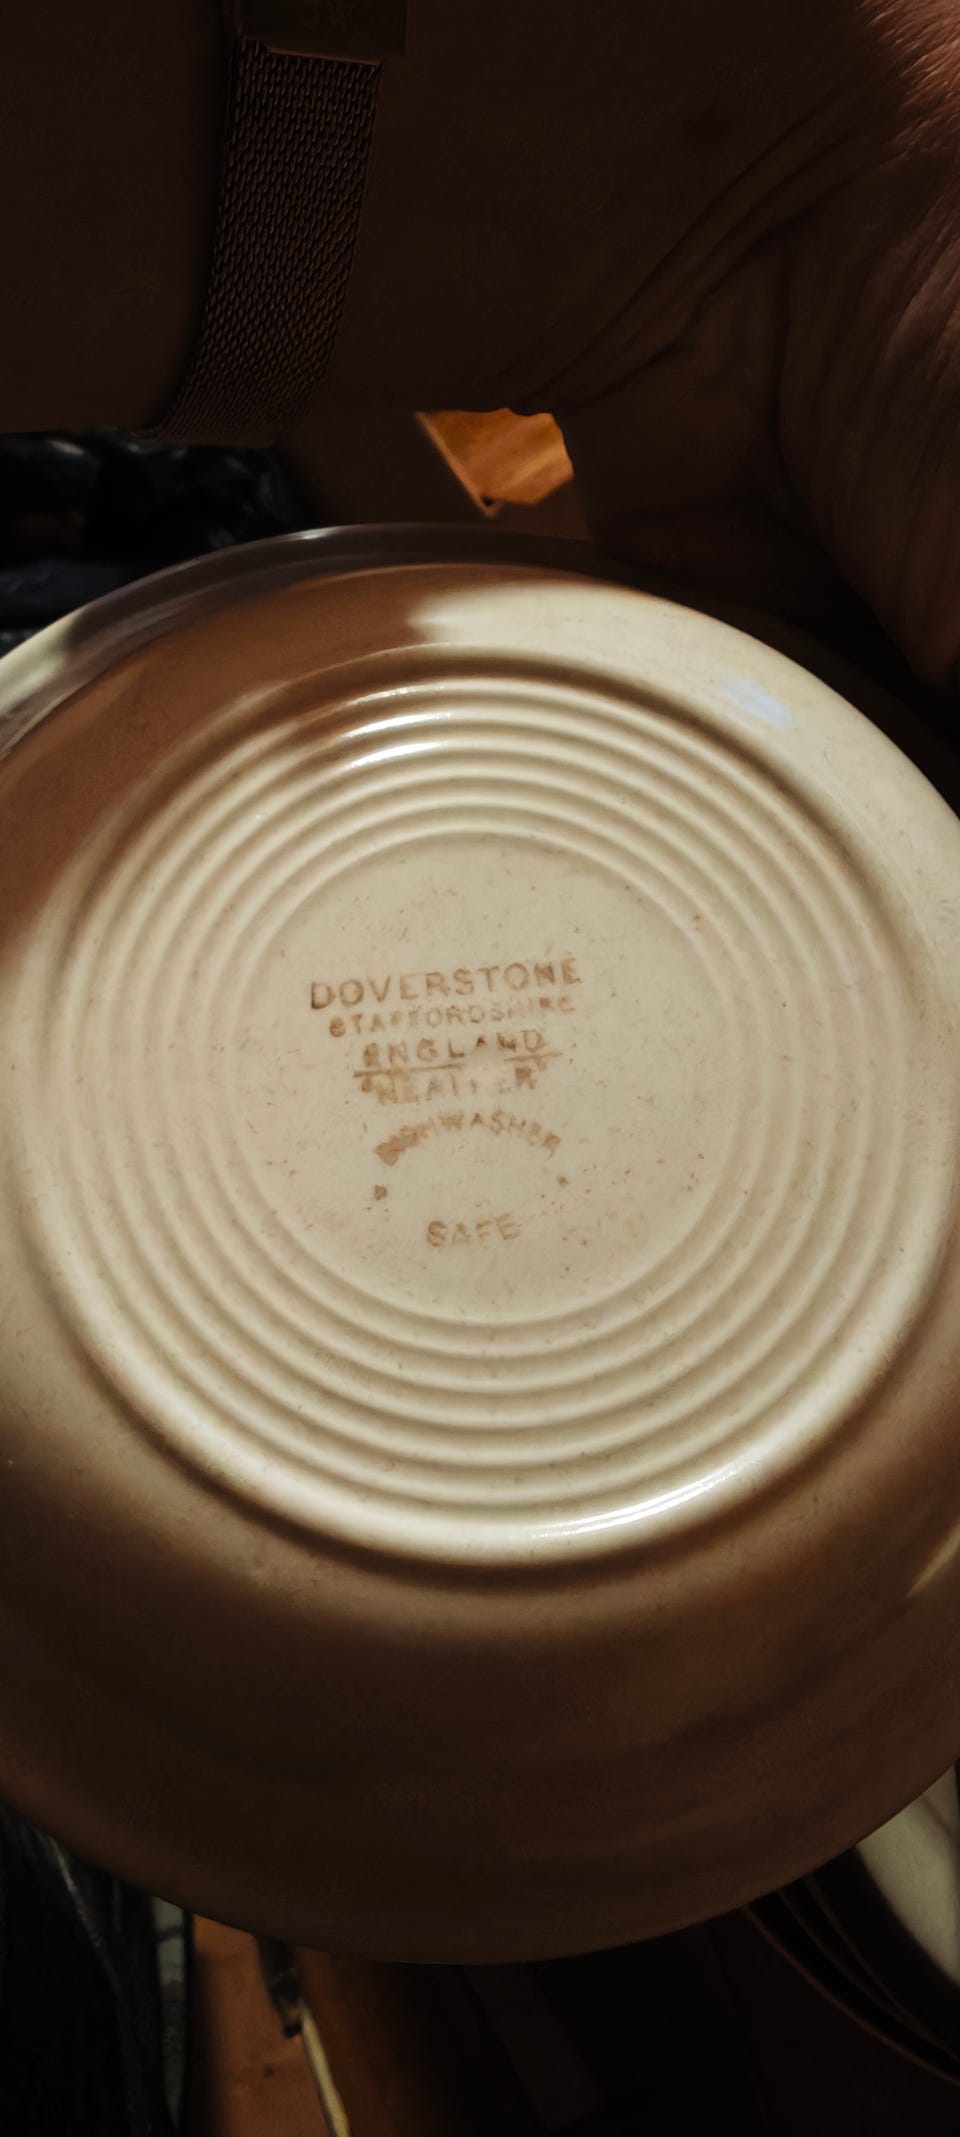 DOVERSTONE
STAFFORDSHIRE
ENGLAND
"HEATHER"
DISHWASHER
SAFE